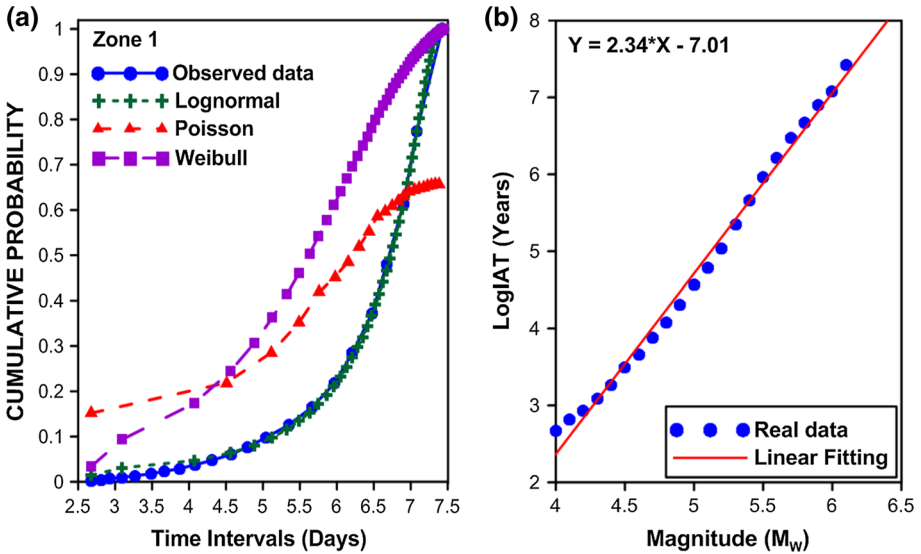 (a)
Zone 1
Observed data
Lognormal
Poisson
Weibull
CUMULATIVE PROBABILITY
1
0.9
0.8
0.7
0.6
0.5
0.4
0.3
0.2
0.1
0
2.5 3 3.5 4 4.5 5 5.5 6 6.5 7 7.5
Time Intervals (Days)
(b)
Y = 2.34*X - 7.01
LogIAT (Years)
8
7
6
5
4
3
2
Real data
Linear Fitting
4 4.5 5 5.5 6 6.5
Magnitude (MW)